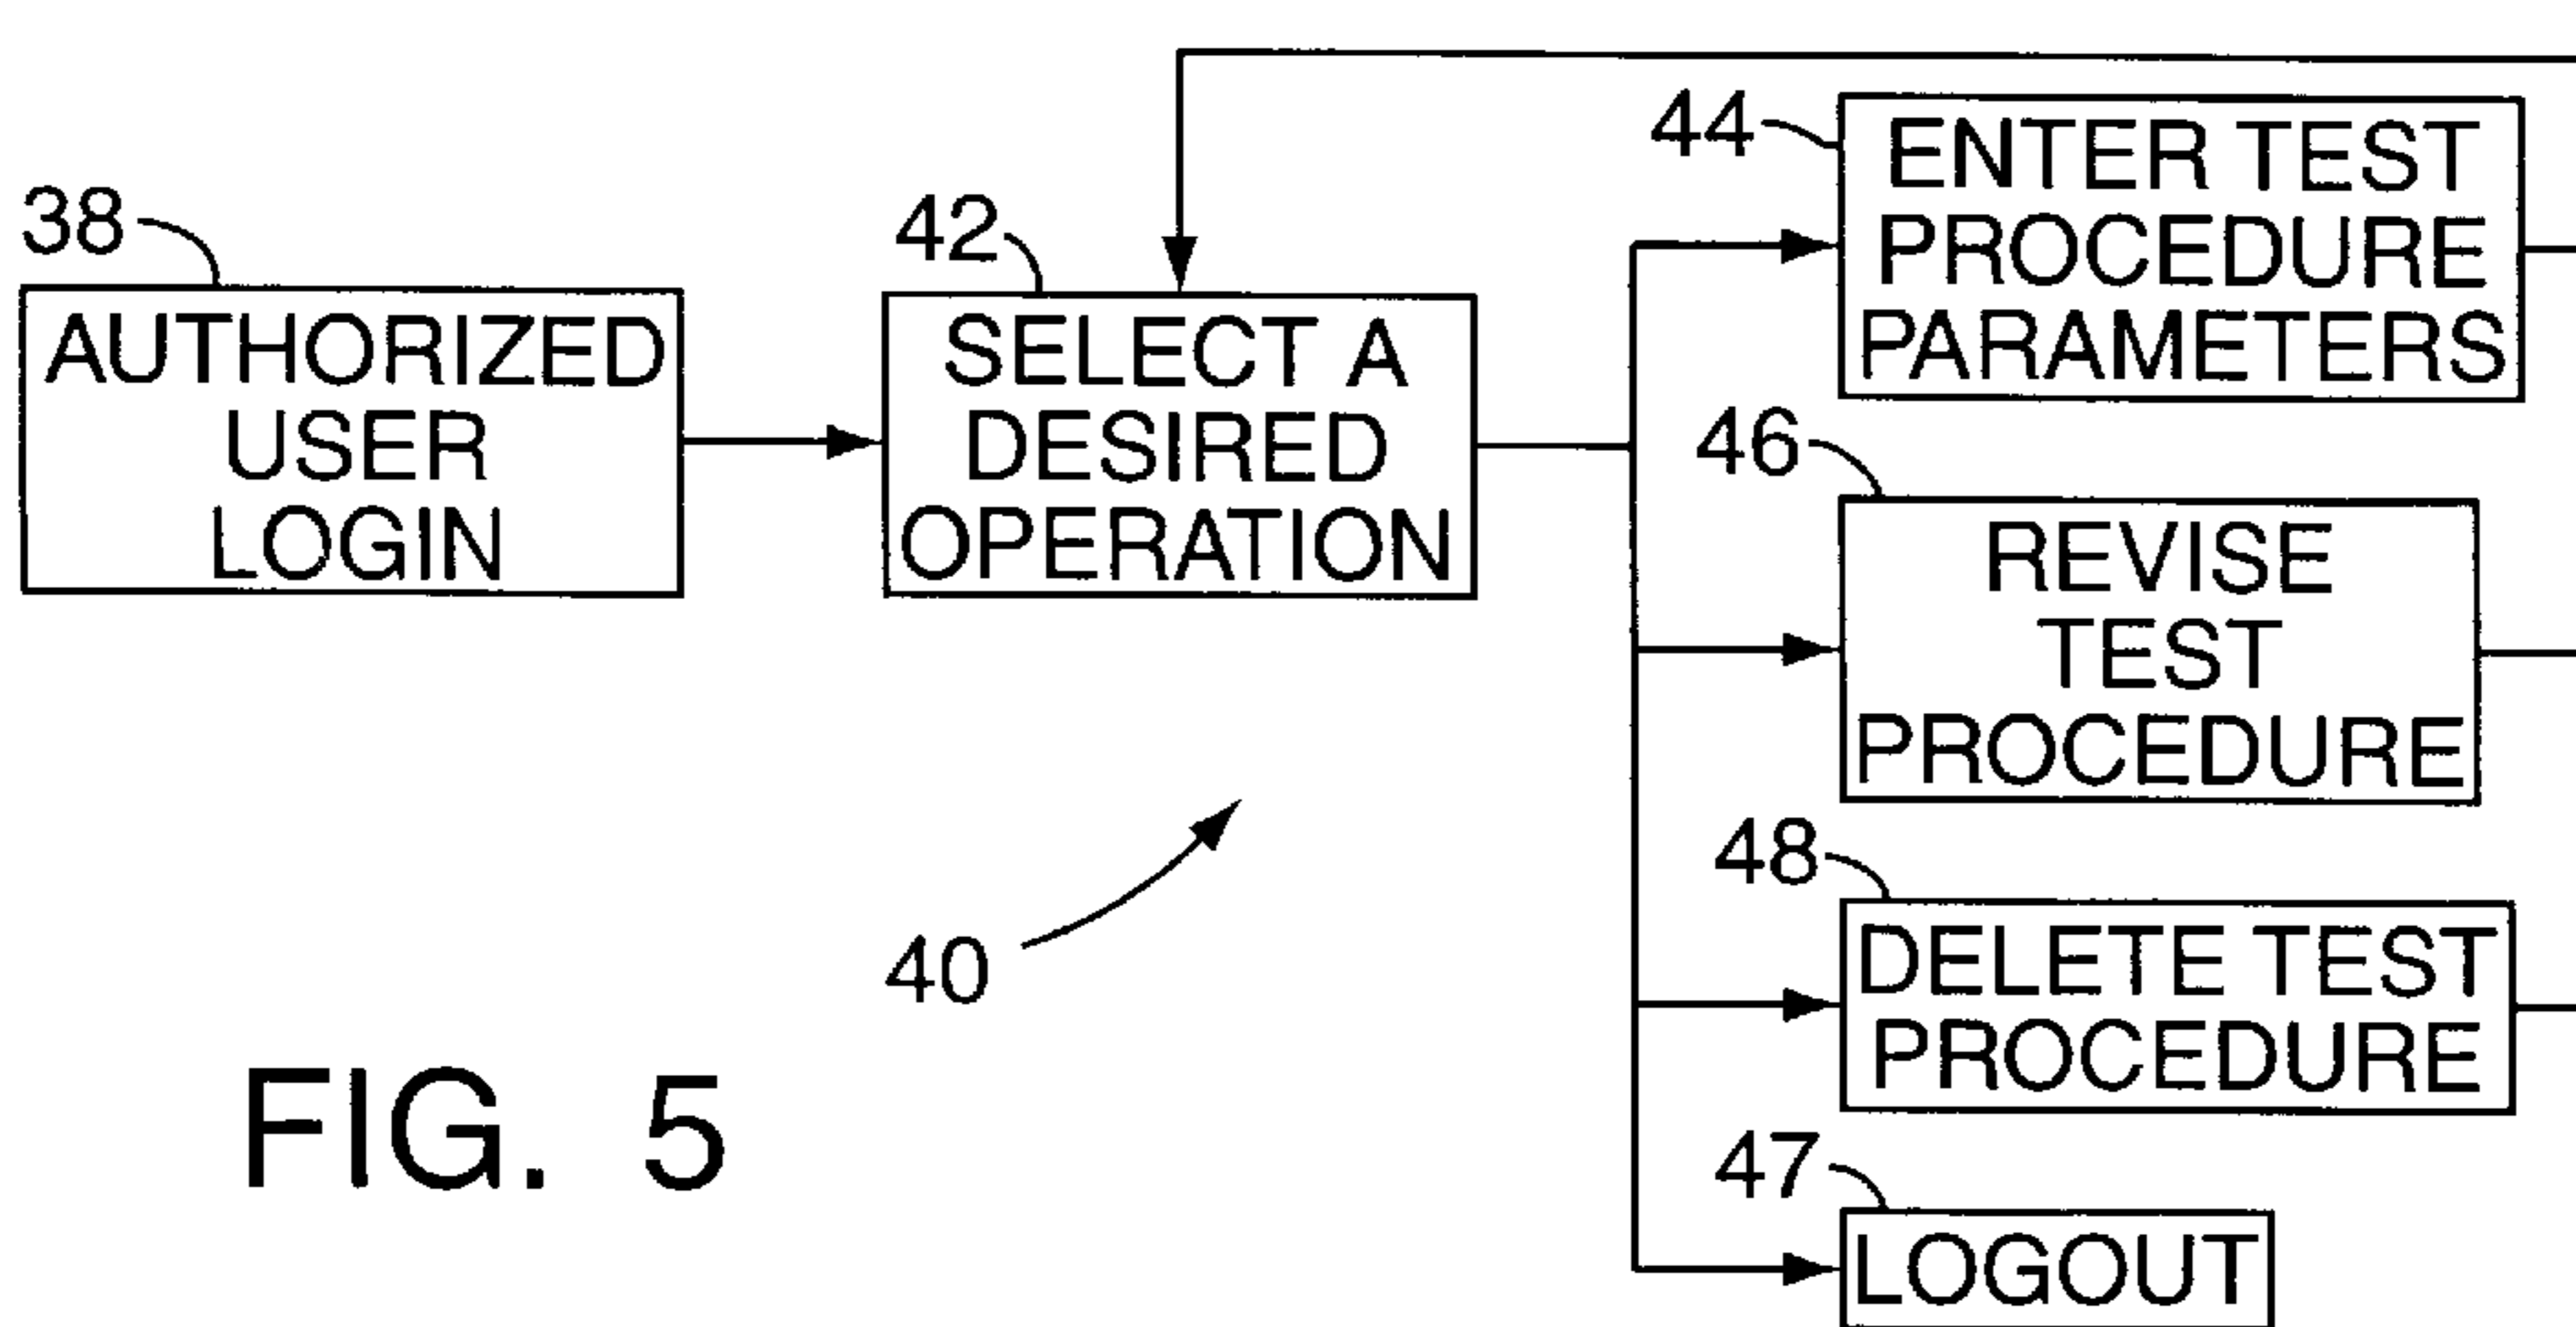 38
AUTHORIZED
USER
LOGIN
42
SELECT A
DESIRED
OPERATION
44
ENTER TEST
PROCEDURE
PARAMETERS
46
REVISE
TEST
PROCEDURE
48
DELETE TEST
PROCEDURE
47
LOGOUT
40
FIG. 5